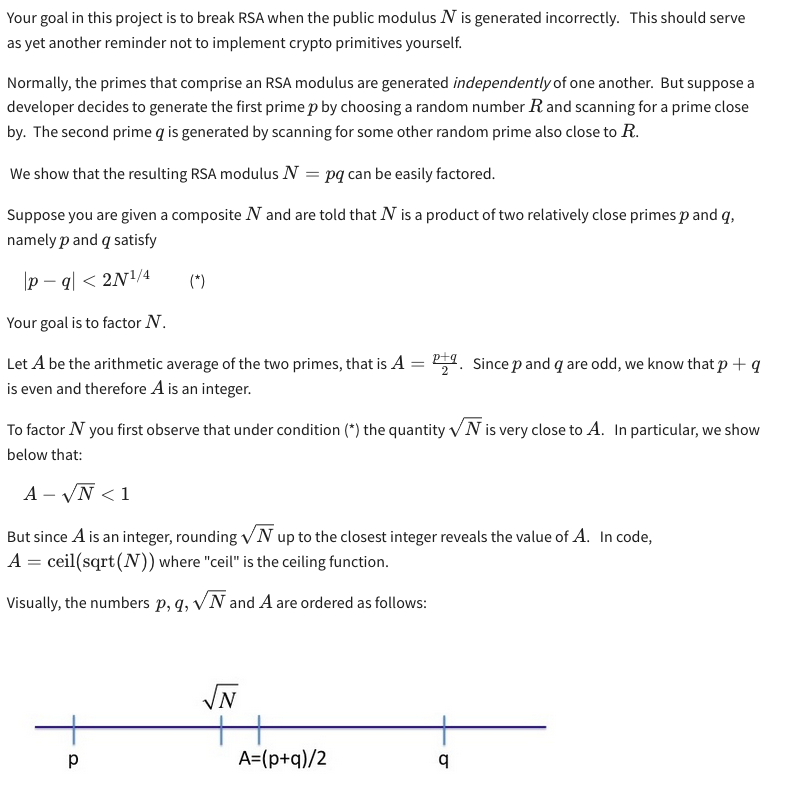 Your goal in this project is to break RSA when the public modulus N is generated incorrectly.  This should serve
as yet another reminder not to implement crypto primitives yourself.
Normally, the primes that comprise an RSA modulus are generated independently of one another.  But suppose a
developer decides to generate the first prime p by choosing a random number R and scanning for a prime close
by.  The second prime q is generated by scanning for some other random prime also close to R.
We show that the resulting RSA modulus N = pq can be easily factored.
Suppose you are given a composite N and are told that N is a product of two relatively close primes p and q,
namely p and q satisfy
|p − q| < 2N^{1/4}   (*)
Your goal is to factor N.
Let A be the arithmetic average of the two primes, that is A = \frac{p+q}{2}.  Since p and q are odd, we know that p + q
is even and therefore A is an integer.
To factor N you first observe that under condition (*) the quantity √N is very close to A.  In particular, we show
below that:
A − √N < 1
But since A is an integer, rounding √N up to the closest integer reveals the value of A.  In code,
A = ceil(sqrt(N)) where "ceil" is the ceiling function.
Visually, the numbers p, q, √N and A are ordered as follows:
√N
p A=(p+q)/2 q